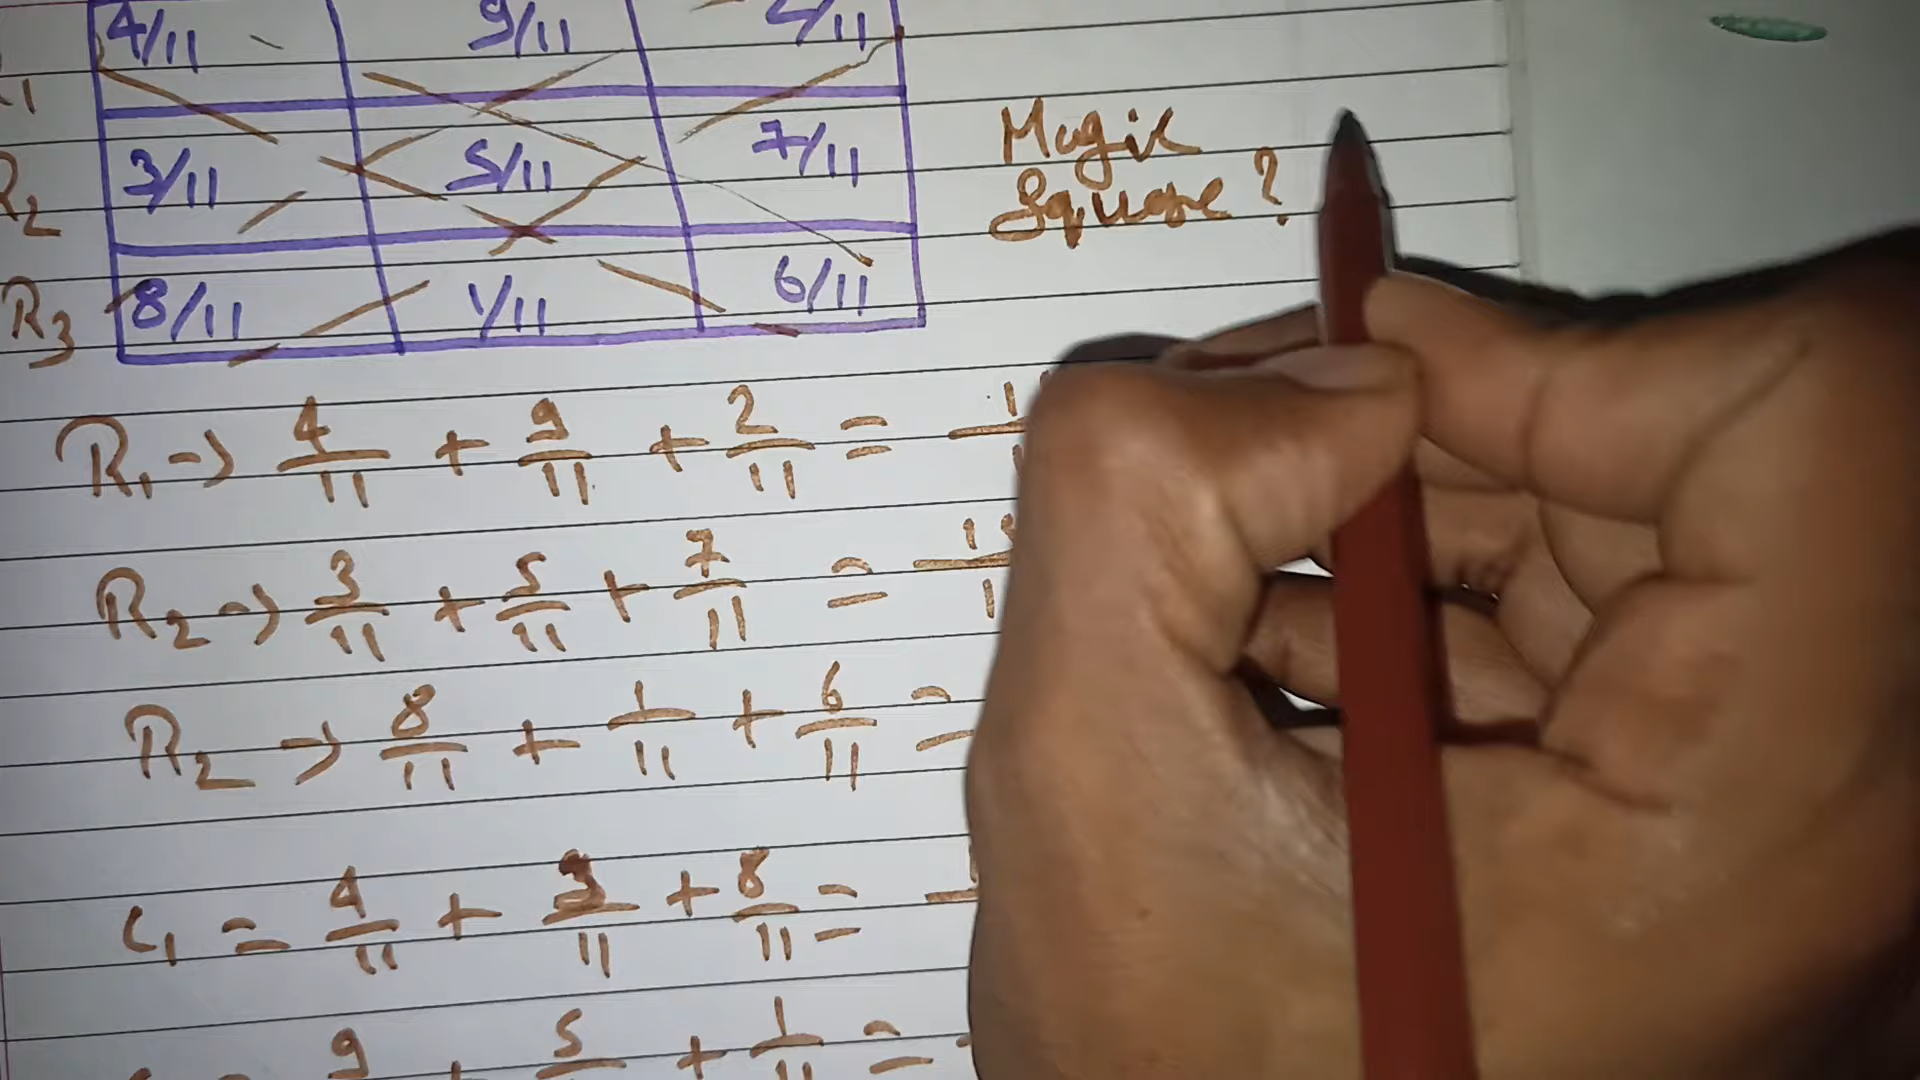 4/11 9/11 2/11
R1
3/11 5/11 7/11
R2
8/11 1/11 6/11
R3
Magic
Square?
R1 → 4/11 + 9/11 + 2/11 =
R2 → 3/11 + 5/11 + 7/11 =
R2 → 8/11 + 1/11 + 6/11 =
C1 = 4/11 + 3/11 + 8/11 =
9 + 5 + 1/11 =